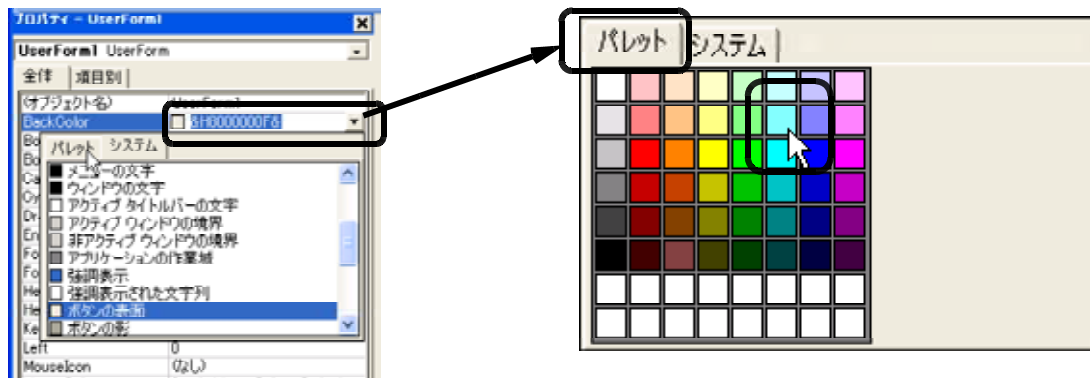 プロパティ - UserForm1
UserForm1 UserForm
全体 項目別
(オブジェクト名) UserForm1
BackColor &H8000000F&
パレット システム
メニューの文字
ウィンドウの文字
アクティブ タイトルバーの文字
アクティブ ウィンドウの境界
非アクティブ ウィンドウの境界
アプリケーションの作業域
強調表示
強調表示された文字列
ボタンの表面
ボタンの影
Left 0
MouseIcon (なし)
パレット システム